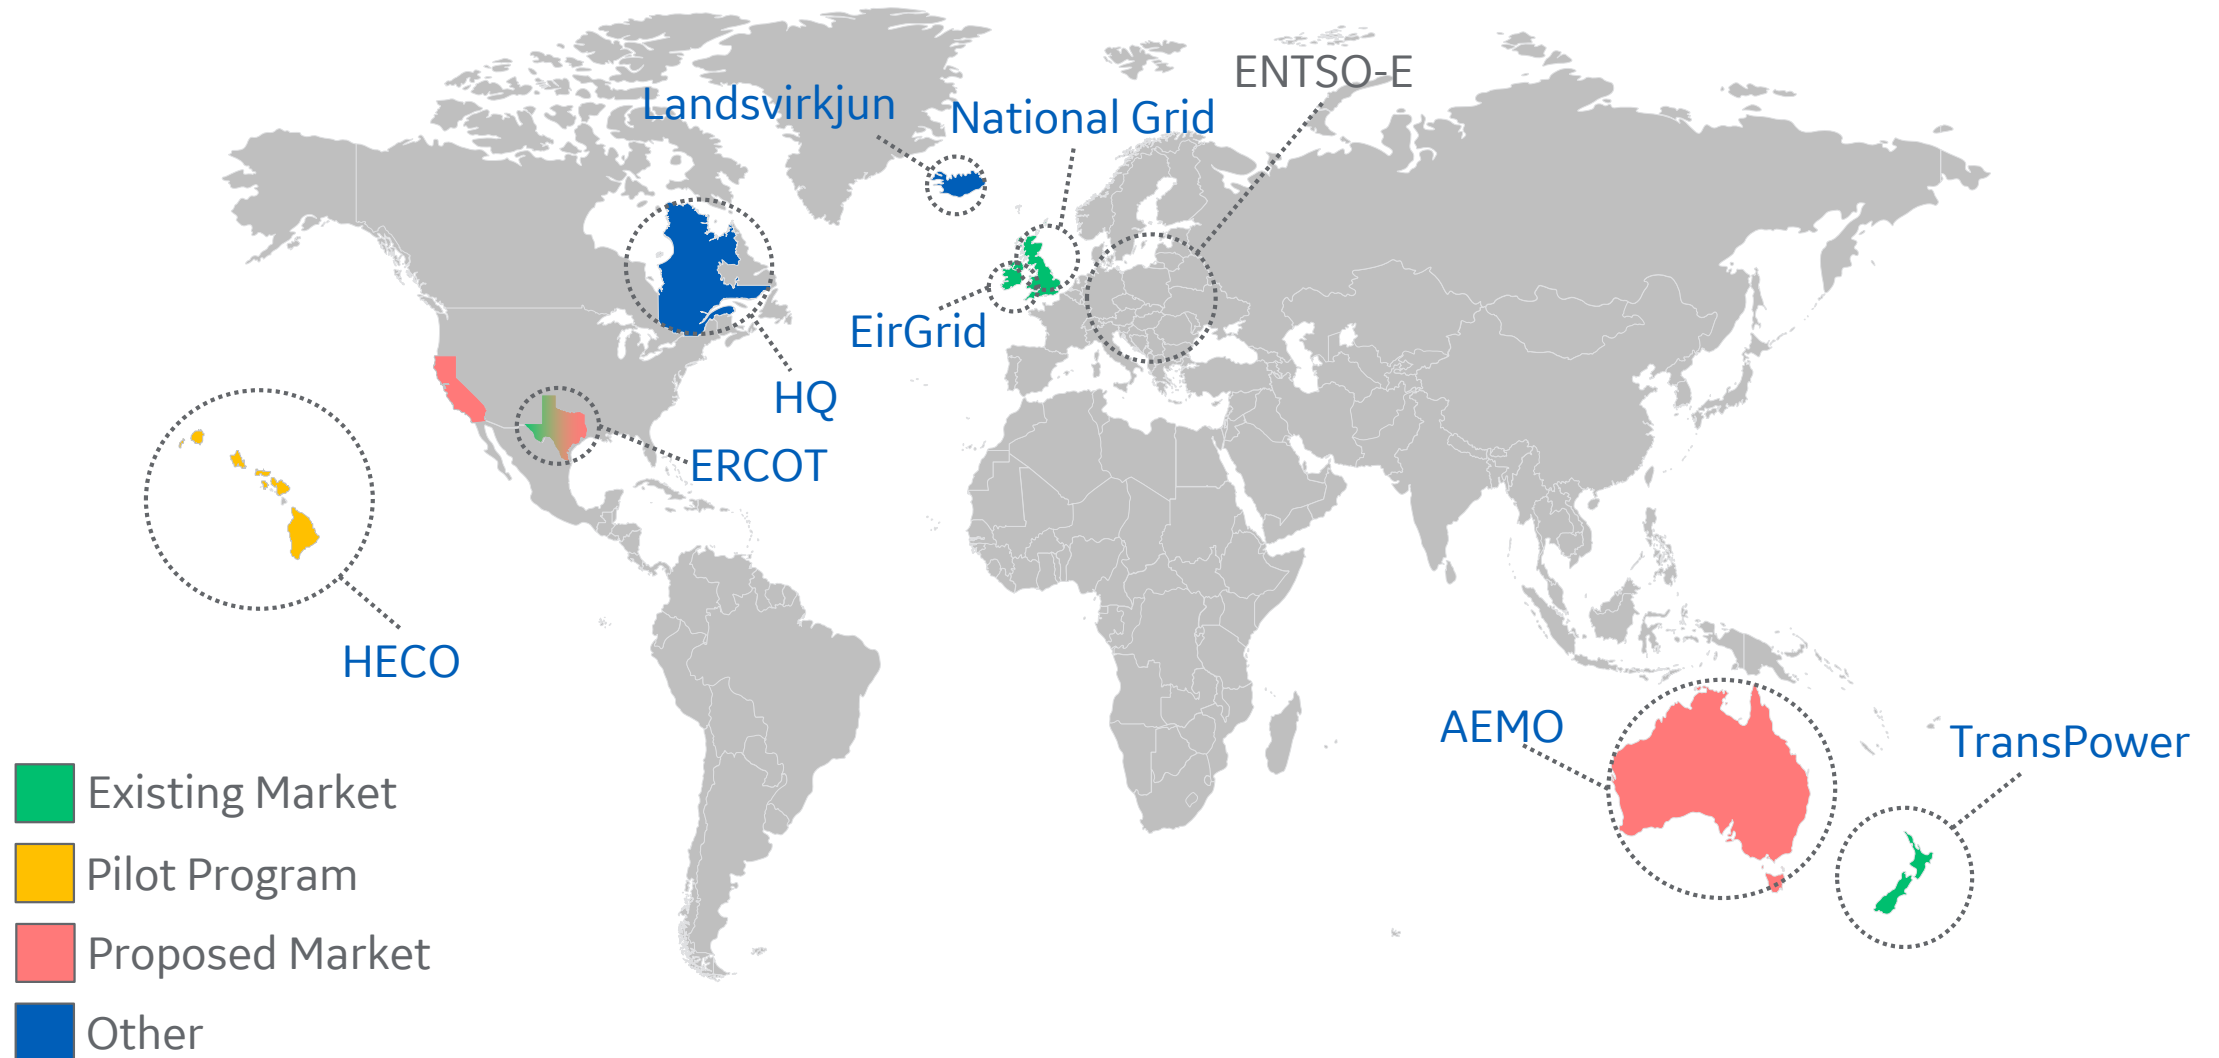 ENTSO-E
Landsvirkjun
National Grid
EirGrid
HQ
ERCOT
HECO
AEMO
TransPower
Existing Market
Pilot Program
Proposed Market
Other